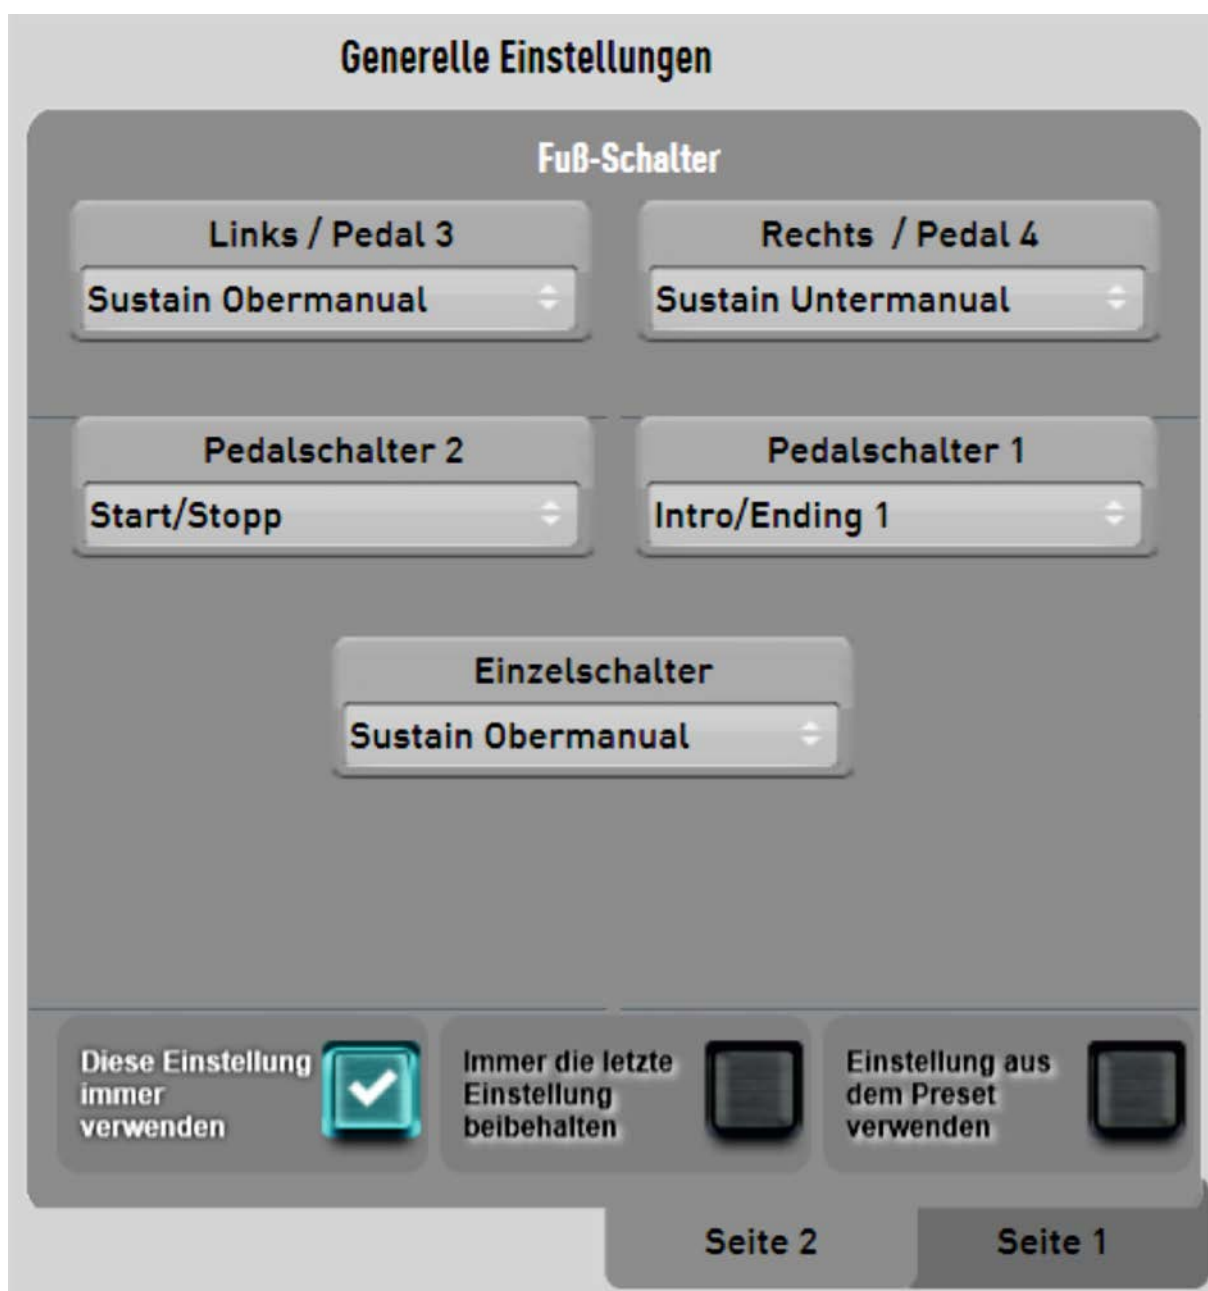 Generelle Einstellungen
Fuß-Schalter
Links / Pedal 3
Rechts / Pedal 4
Sustain Obermanual
Sustain Untermanual
Pedalschalter 2
Pedalschalter 1
Start/Stopp
Intro/Ending 1
Einzelschalter
Sustain Obermanual
Diese Einstellung
immer
verwenden
Immer die letzte
Einstellung
beibehalten
Einstellung aus
dem Preset
verwenden
Seite 2
Seite 1